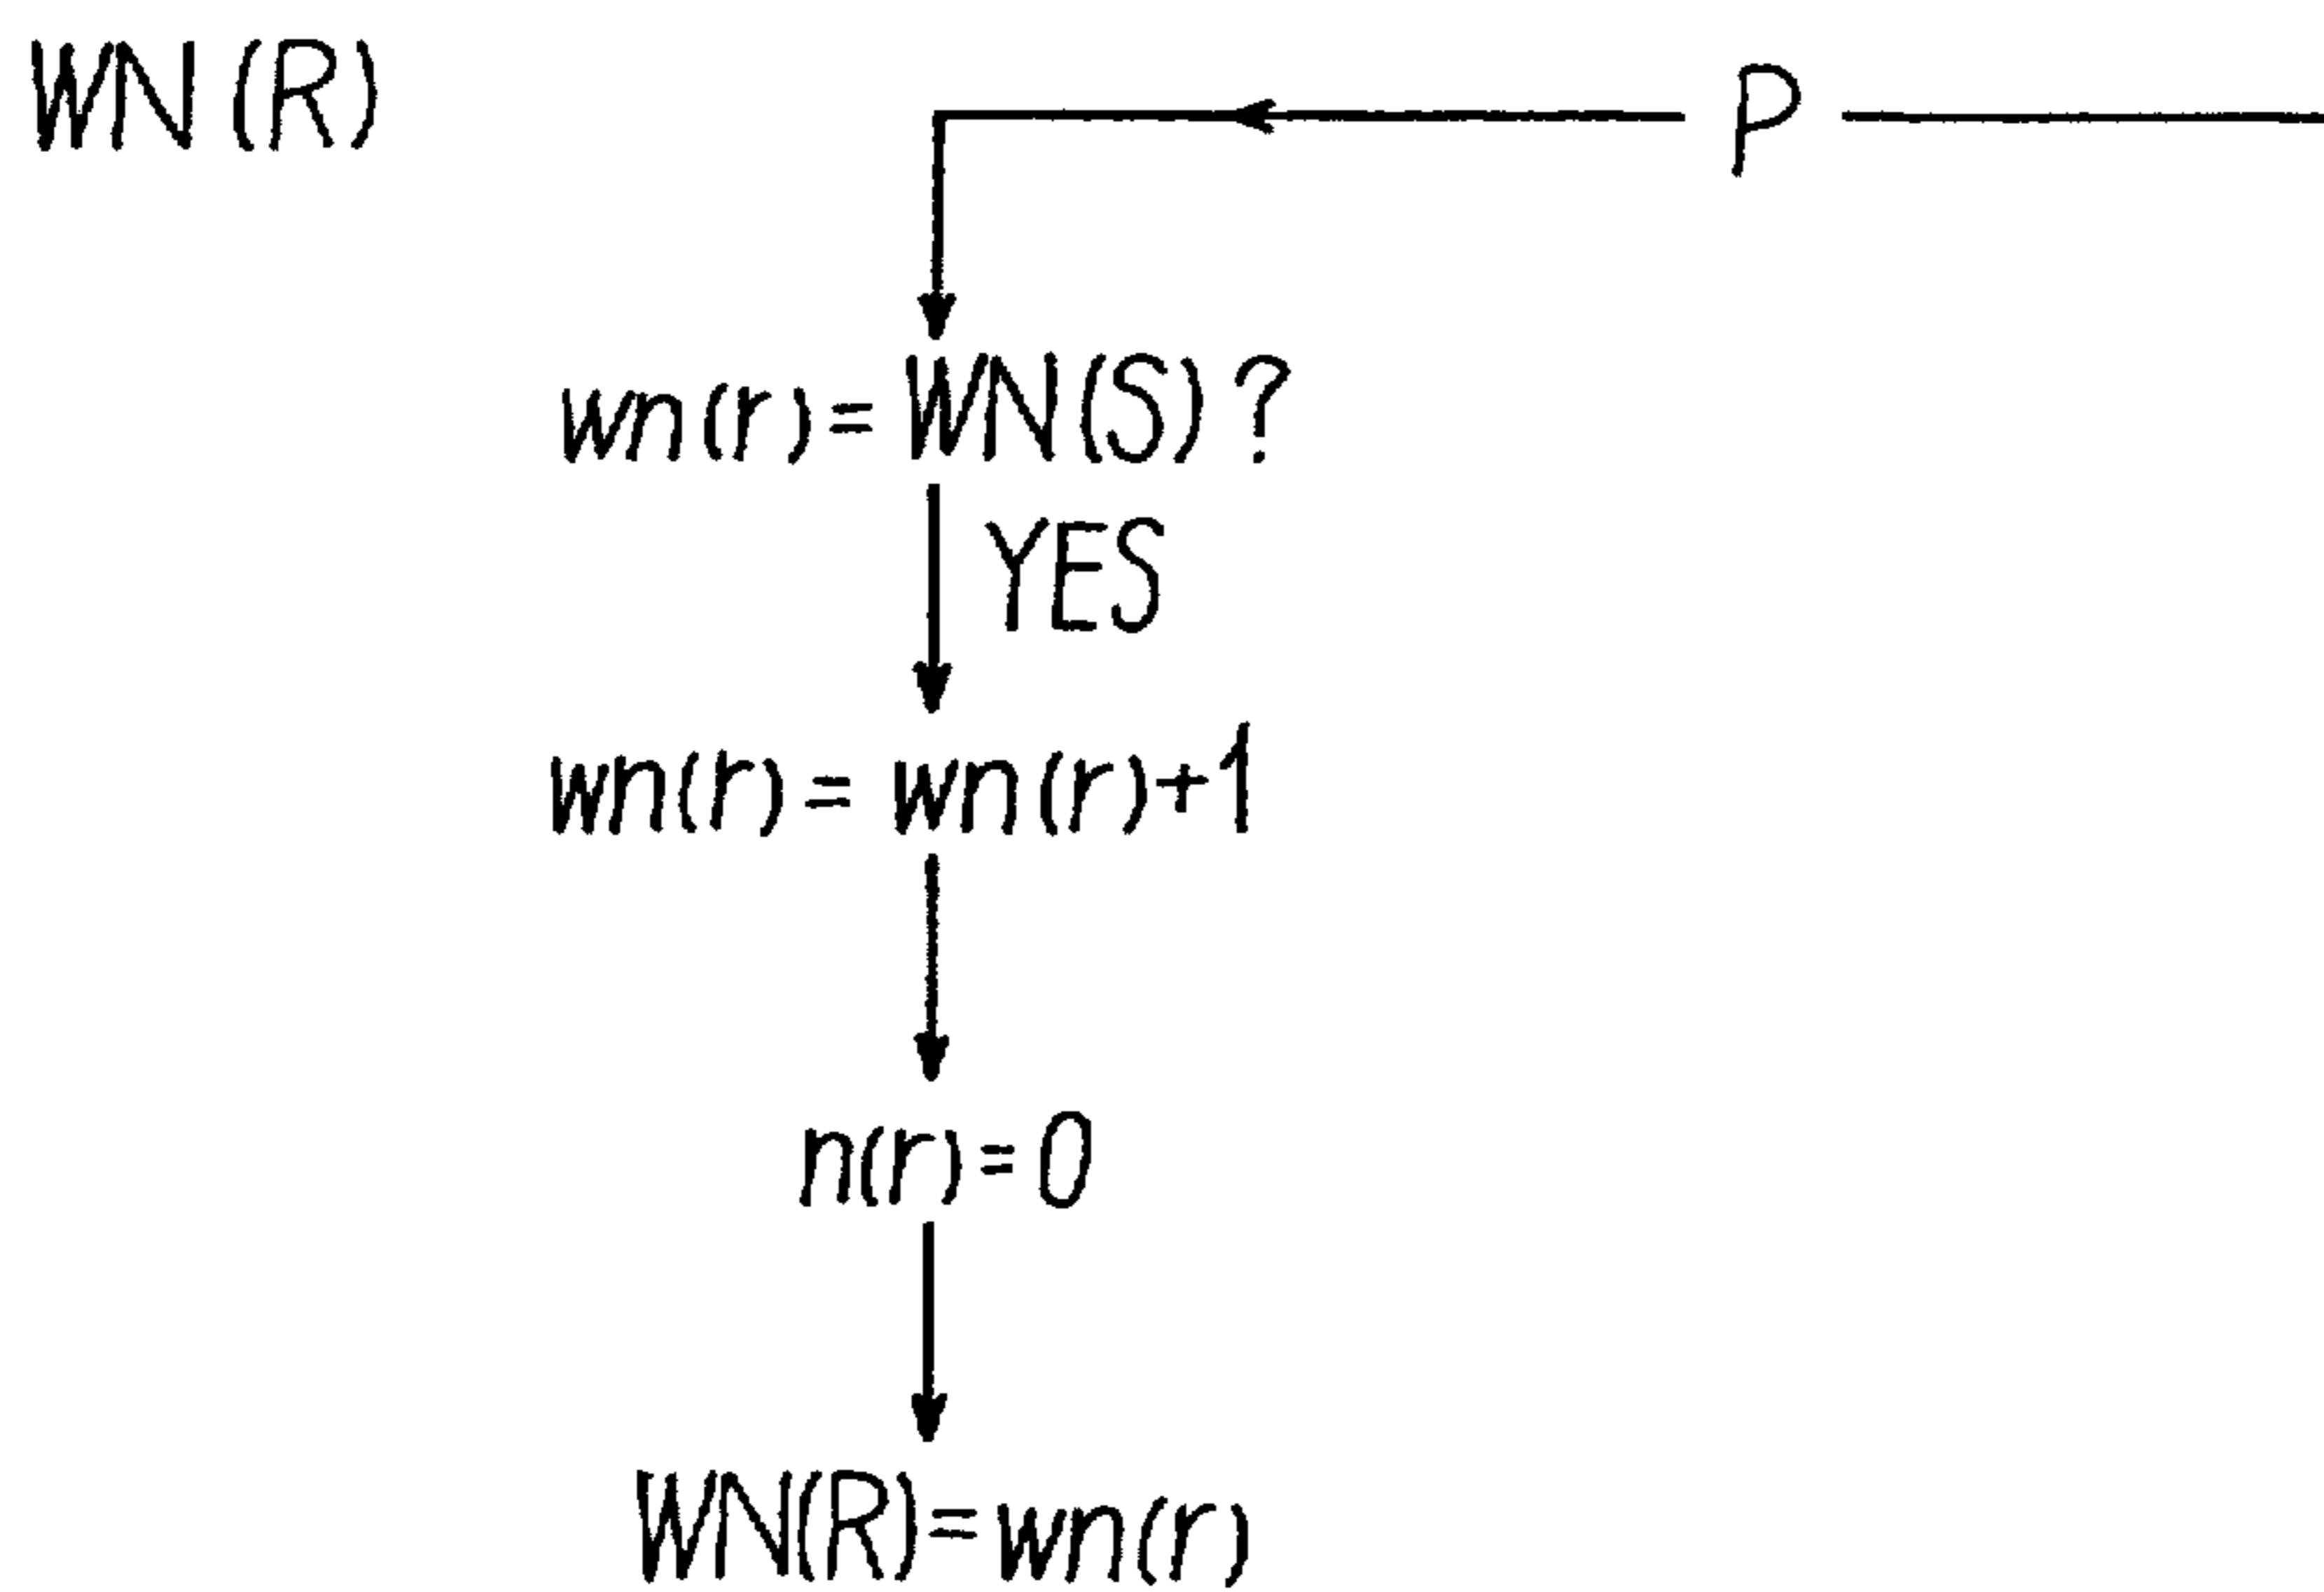 WN (R)
P
wn(r)=WN(S)?
YES
wn(r)= wn(r)+1
n(r)=0
WN(R)=wn(r)